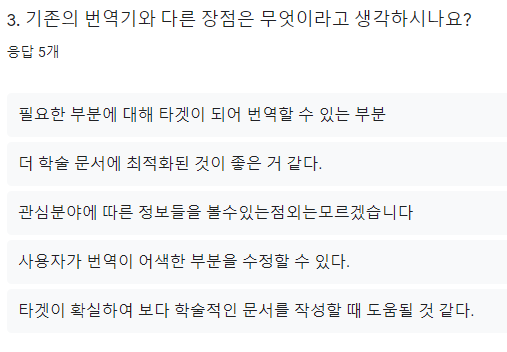 3. 기존의 번역기와 다른 장점은 무엇이라고 생각하시나요?
응답 5개
필요한 부분에 대해 타겟이 되어 번역할 수 있는 부분
더 학술 문서에 최적화된 것이 좋은 거 같다.
관심분야에 따른 정보들을 볼수있는점외는모르겠습니다
사용자가 번역이 어색한 부분을 수정할 수 있다.
타겟이 확실하여 보다 학술적인 문서를 작성할 때 도움될 것 같다.